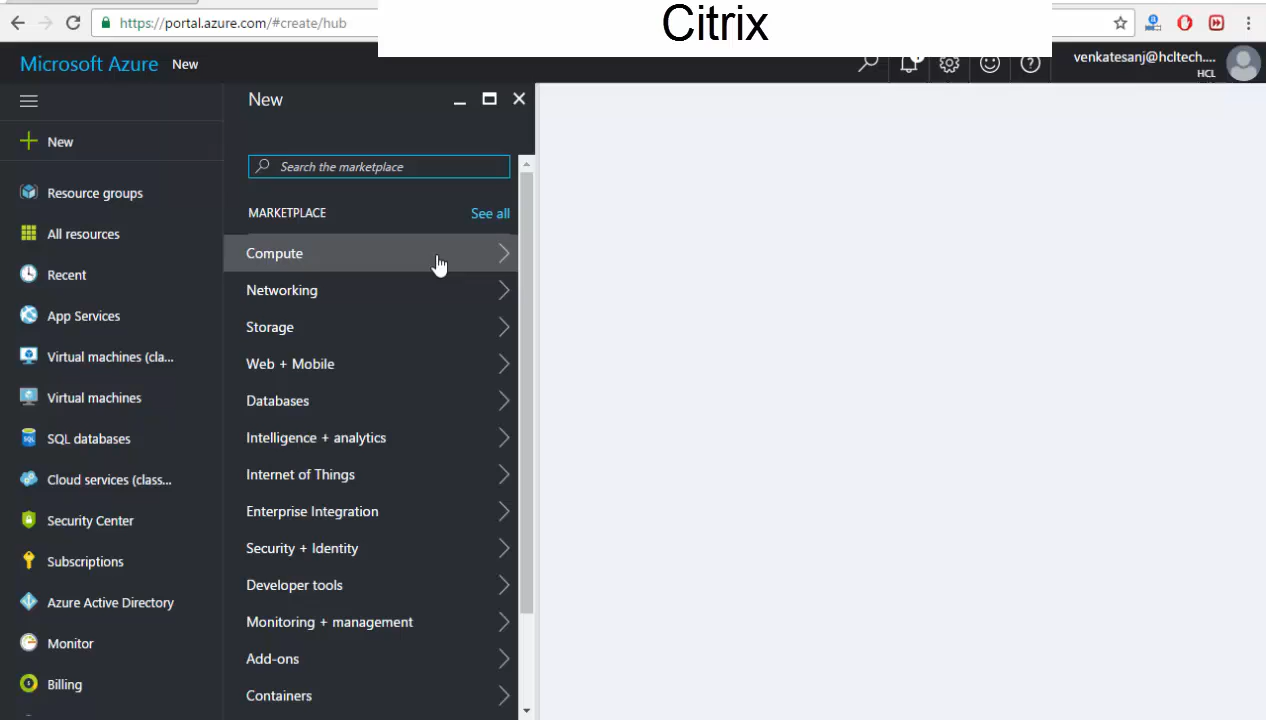 https://portal.azure.com/#create/hub
Citrix
Microsoft Azure New
venkatesanj@hcltech....
HCL
New
New
Resource groups
All resources
Recent
App Services
Virtual machines (cla...
Virtual machines
SQL databases
Cloud services (class...
Security Center
Subscriptions
Azure Active Directory
Monitor
Billing
Search the marketplace
MARKETPLACE See all
Compute
Networking
Storage
Web + Mobile
Databases
Intelligence + analytics
Internet of Things
Enterprise Integration
Security + Identity
Developer tools
Monitoring + management
Add-ons
Containers